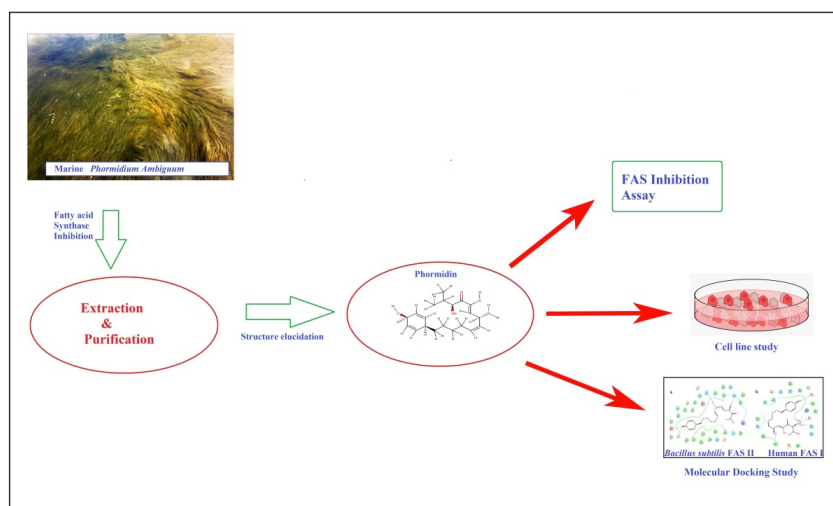 Marine Phormidium Ambiguum
Fatty acid
Synthase
Inhibition
Extraction
&
Purification
Structure elucidation
Phormidin
FAS Inhibition
Assay
Cell line study
Bacillus subtilis FAS II
Human FAS I
Molecular Docking Study